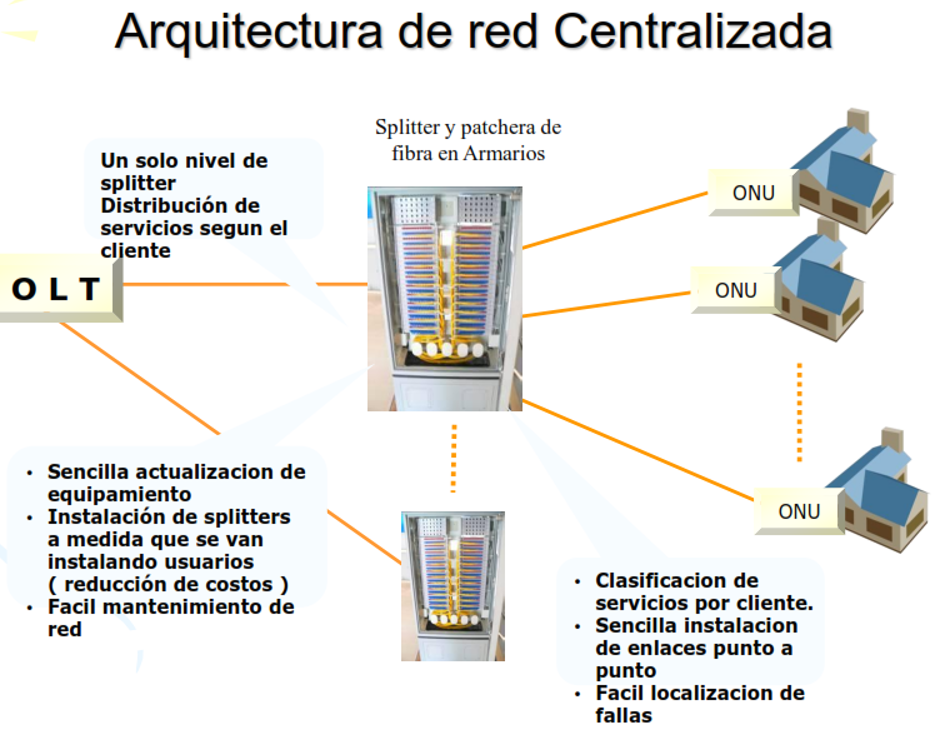 Arquitectura de red Centralizada
Splitter y patchera de
fibra en Armarios
Un solo nivel de
splitter
Distribución de
servicios segun el
cliente
O L T
ONU
ONU
ONU
• Sencilla actualizacion de
equipamiento
• Instalación de splitters
a medida que se van
instalando usuarios
( reducción de costos )
• Facil mantenimiento de
red
• Clasificacion de
servicios por cliente.
• Sencilla instalacion
de enlaces punto a
punto
• Facil localizacion de
fallas